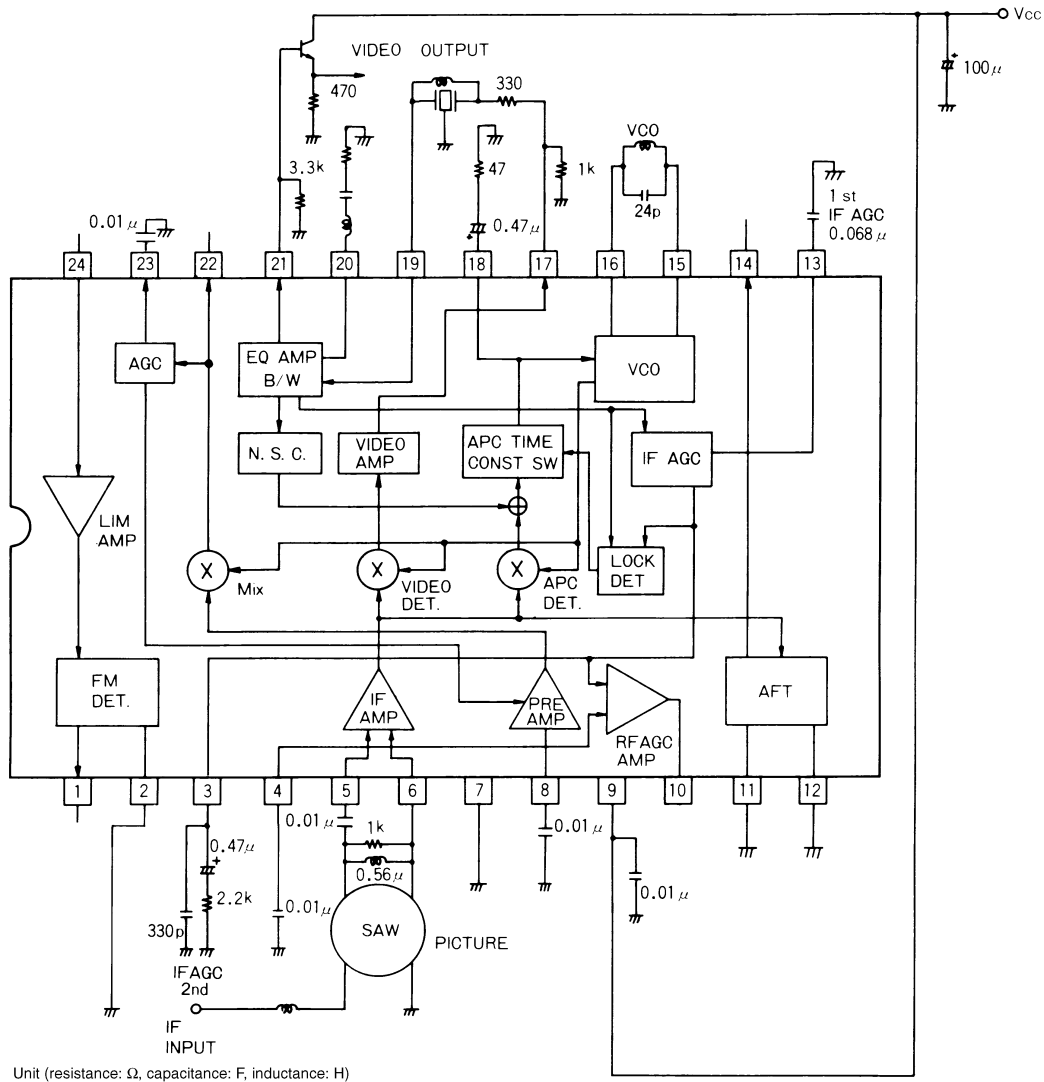 Vcc
VIDEO OUTPUT
100μ
470
330
VCO
3.3k
47
1k
24p
1 st
IF AGC
0.068μ
0.01μ
0.47μ
24
23
22
21
20
19
18
17
16
15
14
13
AGC
EQ AMP
B/W
VCO
N. S. C.
VIDEO
AMP
APC TIME
CONST SW
IF AGC
LIM
AMP
+
X
Mix
X
VIDEO
DET.
X
APC
DET.
LOCK
DET
FM
DET.
IF
AMP
PRE
AMP
RFAGC
AMP
AFT
1
2
3
4
5
6
7
8
9
10
11
12
0.01μ
1k
0.01μ
0.47μ
+
0.56μ
2.2k
0.01μ
0.01μ
330p
SAW
PICTURE
IFAGC
2nd
IF
INPUT
Unit (resistance: Ω, capacitance: F, inductance: H)